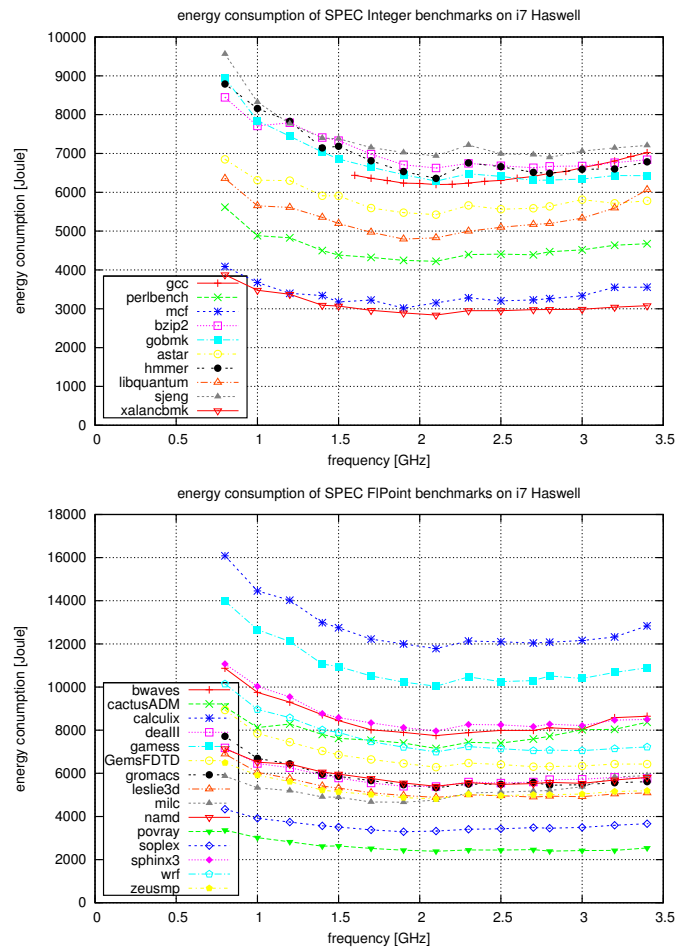 energy consumption of SPEC Integer benchmarks on i7 Haswell
10000
9000
8000
7000
6000
5000
4000
3000
2000
1000
0
energy consumption [Joule]
gcc
perlbench
mcf
bzip2
gobmk
astar
hmmer
libquantum
sjeng
xalancbmk
0 0.5 1 1.5 2 2.5 3 3.5
frequency [GHz]
energy consumption of SPEC FlPoint benchmarks on i7 Haswell
18000
16000
14000
12000
10000
8000
6000
4000
2000
0
energy consumption [Joule]
bwaves
cactusADM
calculix
dealII
gamess
GemsFDTD
gromacs
leslie3d
milc
namd
povray
soplex
sphinx3
wrf
zeusmp
0 0.5 1 1.5 2 2.5 3 3.5
frequency [GHz]